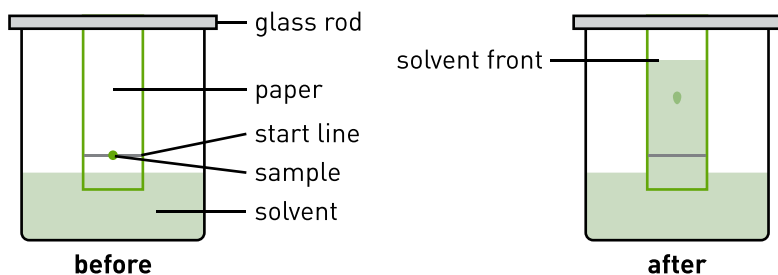 glass rod
paper
start line
sample
solvent
before
solvent front
after